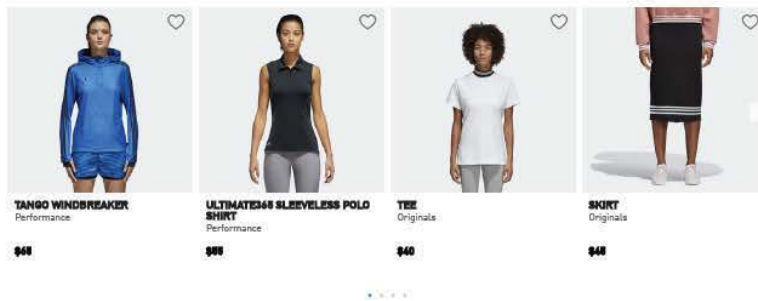 TANGO WINDBREAKER
Performance
$65
ULTIMATE365 SLEEVELESS POLO
SHIRT
Performance
$55
TEE
Originals
$40
SKIRT
Originals
$45